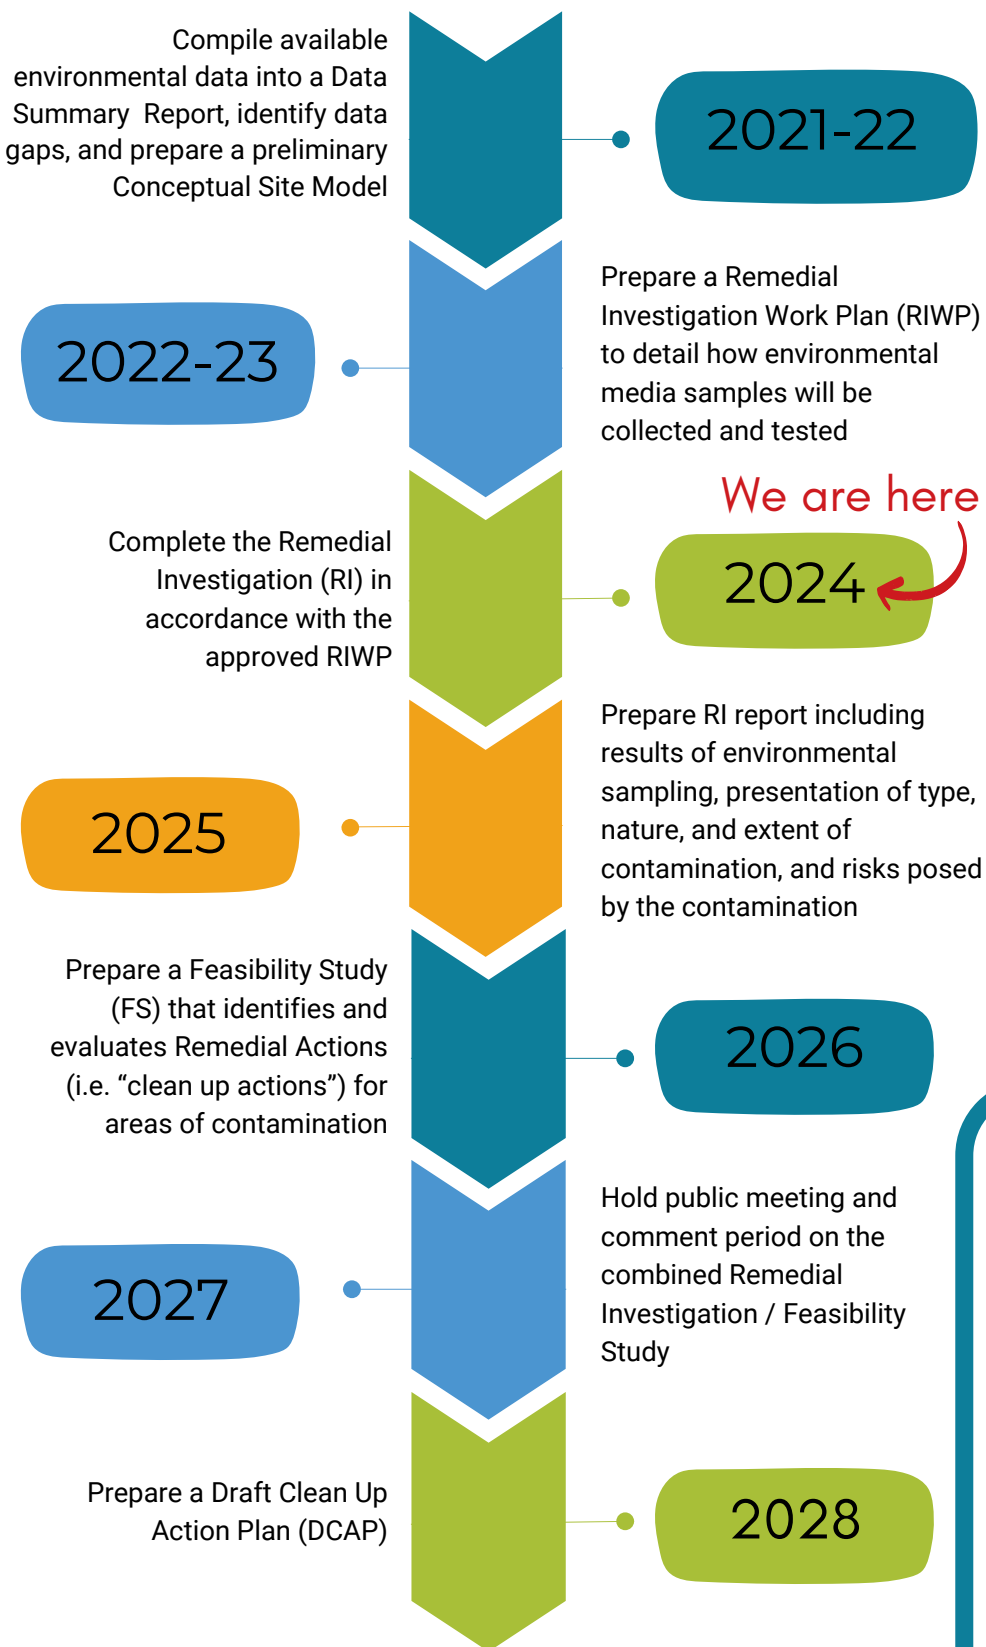 Compile available
environmental data into a Data
Summary Report, identify data
gaps, and prepare a preliminary
Conceptual Site Model
2021-22
2022-23
Prepare a Remedial
Investigation Work Plan (RIWP)
to detail how environmental
media samples will be
collected and tested
Complete the Remedial
Investigation (RI) in
accordance with the
approved RIWP
We are here
2024
2025
Prepare RI report including
results of environmental
sampling, presentation of type,
nature, and extent of
contamination, and risks posed
by the contamination
Prepare a Feasibility Study
(FS) that identifies and
evaluates Remedial Actions
(i.e. “clean up actions”) for
areas of contamination
2026
2027
Hold public meeting and
comment period on the
combined Remedial
Investigation / Feasibility
Study
Prepare a Draft Clean Up
Action Plan (DCAP)
2028